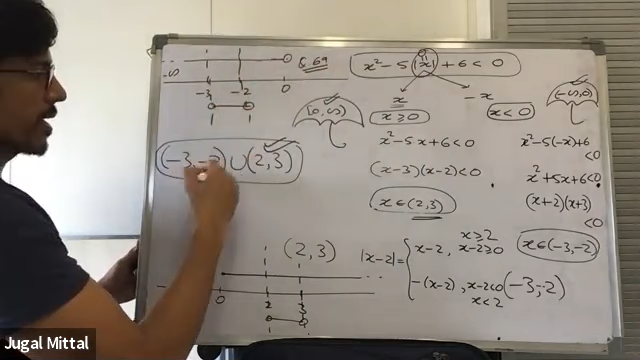 Q.69
x² - 5|x| + 6 < 0
-∞
-3 -2 0
x
x ≥ 0
-x
x < 0
[0, ∞)
(-∞, 0)
x² - 5x + 6 < 0
(x-3)(x-2) < 0
x ∈ (2,3)
x² - 5(-x) + 6 < 0
x² + 5x + 6 < 0
(x+2)(x+3) < 0
x ∈ (-3, -2)
(-3, -2) ∪ (2,3)
(2,3)
0 2 3
|x-2| = { x-2, x ≥ 2
x-2 ≥ 0
-(x-2), x-2<0
x < 2
(-3, -2)
Jugal Mittal